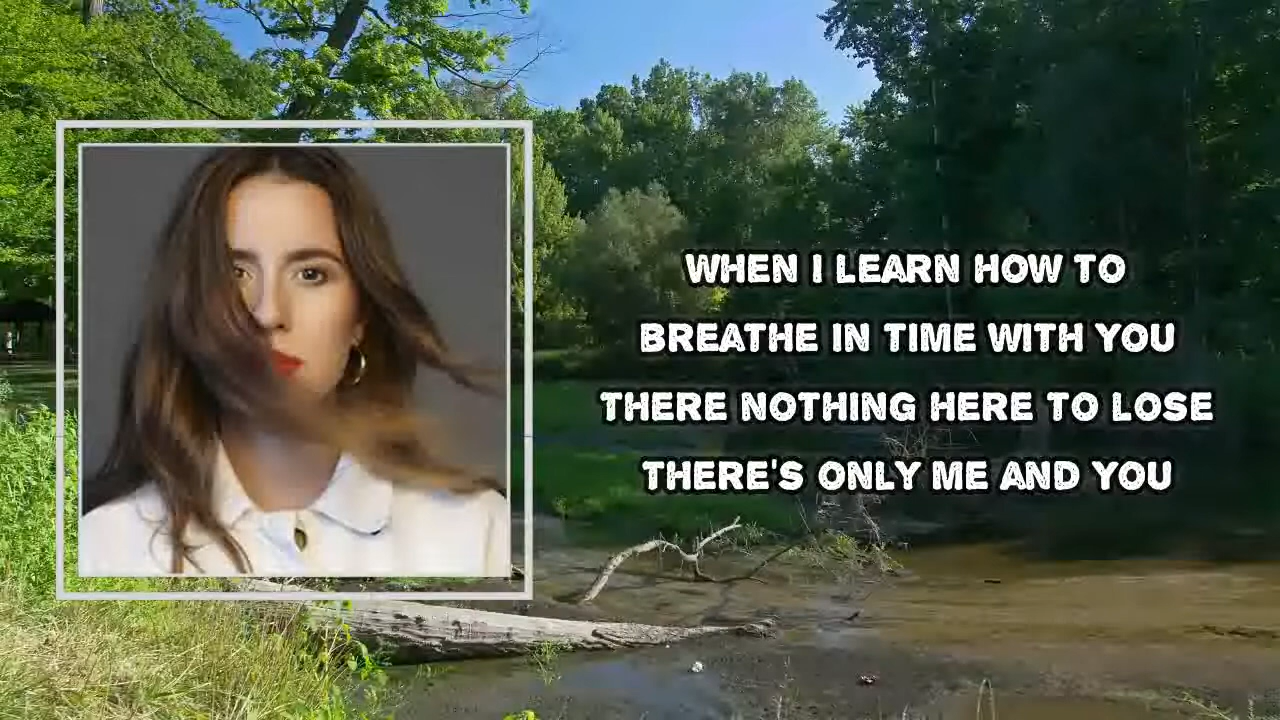 WHEN I LEARN HOW TO
BREATHE IN TIME WITH YOU
THERE NOTHING HERE TO LOSE
THERE'S ONLY ME AND YOU